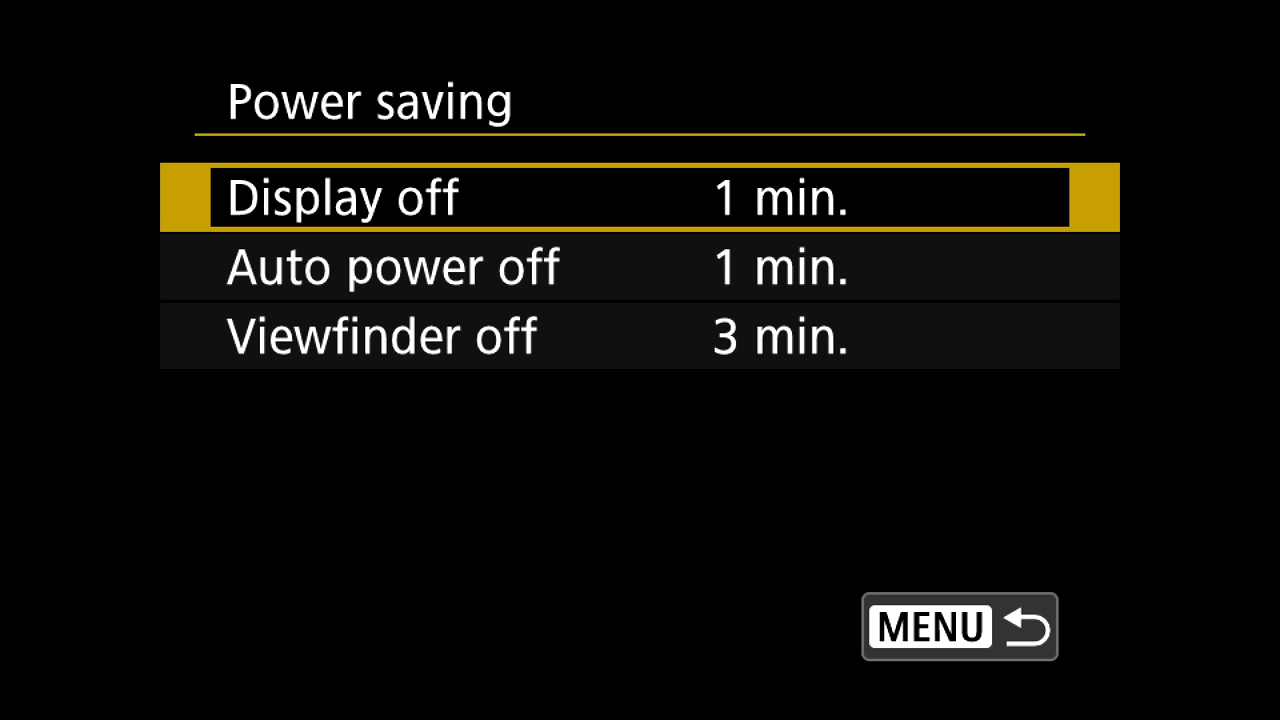 Power saving
Display off 1 min.
Auto power off 1 min.
Viewfinder off 3 min.
MENU